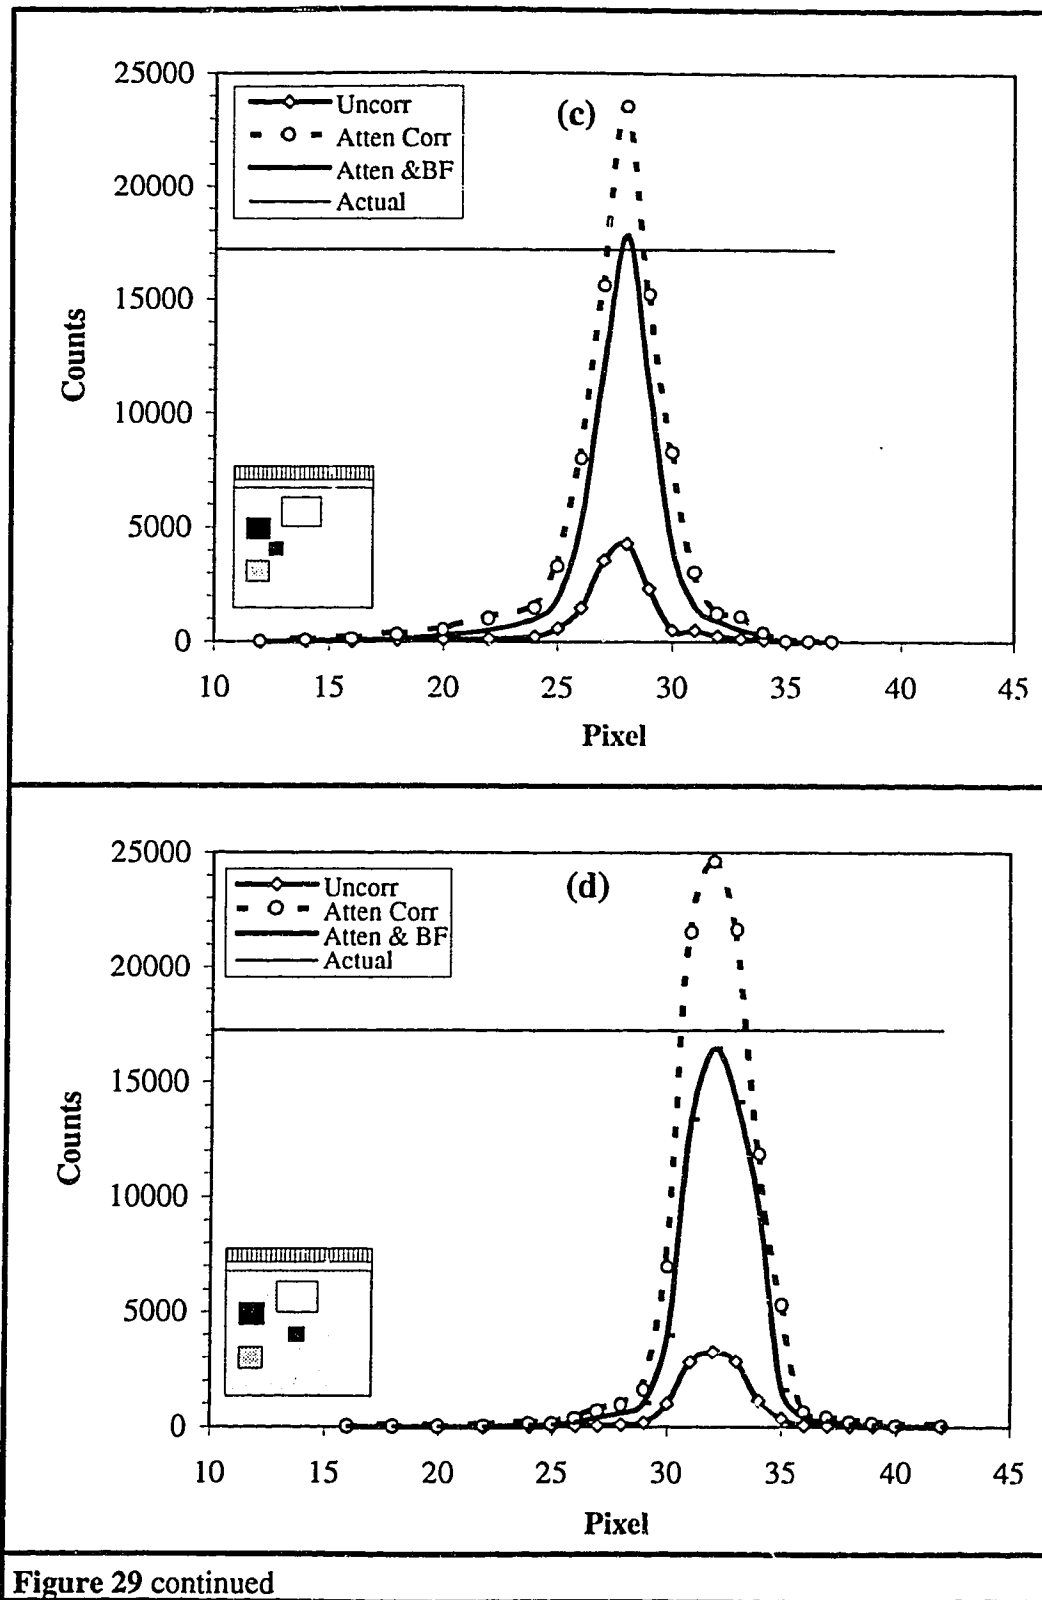 25000
20000
15000
10000
5000
0
Counts
Uncorr
Atten Corr
Atten &BF
Actual
(c)
10 15 20 25 30 35 40 45
Pixel
25000
20000
15000
10000
5000
0
Counts
Uncorr
Atten Corr
Atten & BF
Actual
(d)
10 15 20 25 30 35 40 45
Pixel
Figure 29 continued